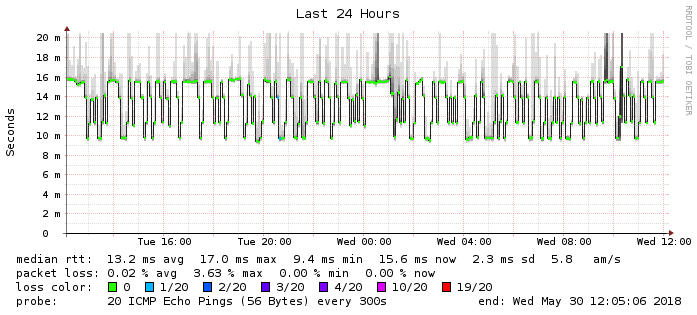 Last 24 Hours
RRDTOOL / TOBI OETIKER
Seconds
20 m
18 m
16 m
14 m
12 m
10 m
8 m
6 m
4 m
2 m
0
Tue 16:00 Tue 20:00 Wed 00:00 Wed 04:00 Wed 08:00 Wed 12:00
median rtt: 13.2 ms avg 17.0 ms max 9.4 ms min 15.6 ms now 2.3 ms sd 5.8 am/s
packet loss: 0.02 % avg 3.63 % max 0.00 % min 0.00 % now
loss color: 0 1/20 2/20 3/20 4/20 10/20 19/20
probe: 20 ICMP Echo Pings (56 Bytes) every 300s end: Wed May 30 12:05:06 2018